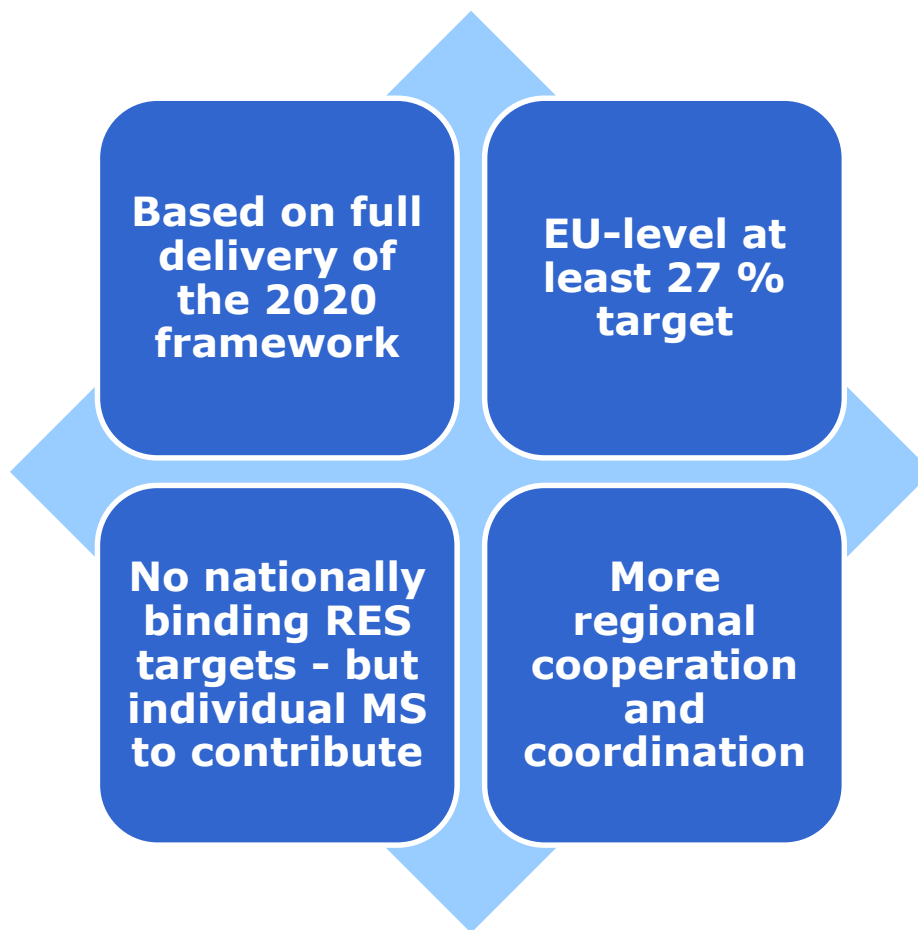 Based on full
delivery of
the 2020
framework
EU–level at
least 27 %
target
No nationally
binding RES
targets – but
individual MS
to contribute
More
regional
cooperation
and
coordination